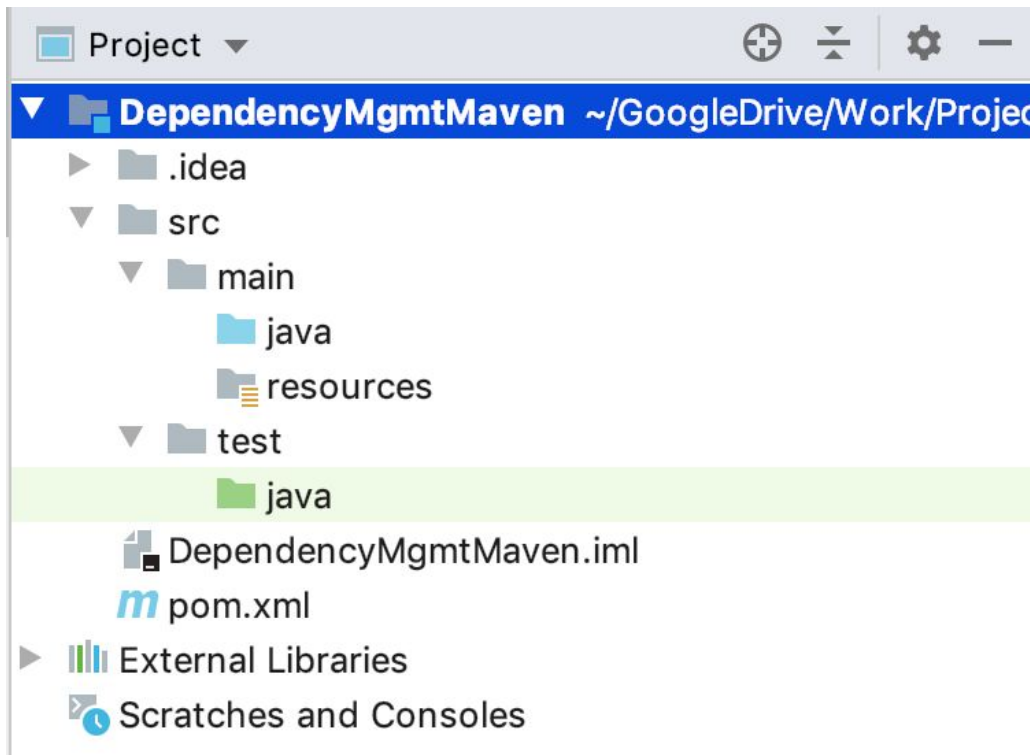 Project
DependencyMgmtMaven ~/GoogleDrive/Work/Projec
.idea
src
main
java
resources
test
java
DependencyMgmtMaven.iml
m pom.xml
External Libraries
Scratches and Consoles